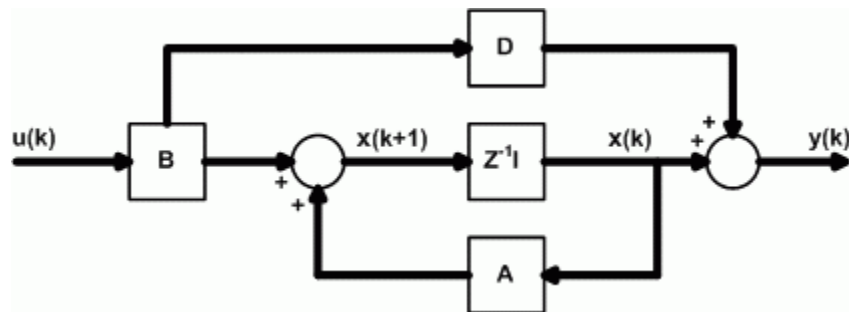 D
+
u(k)
B
x(k+1)
Z⁻¹I
x(k)
+
y(k)
+
+
A